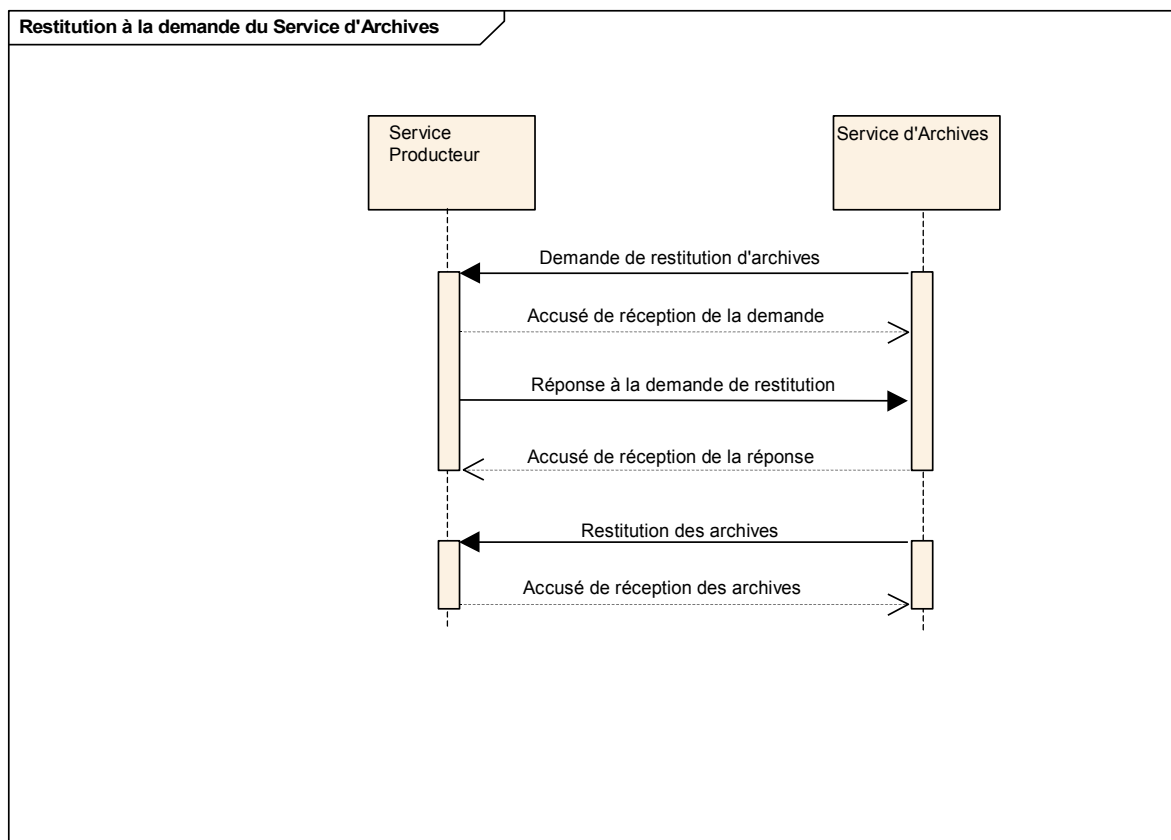 Restitution à la demande du Service d'Archives
Service
Producteur
Service d'Archives
Demande de restitution d'archives
Accusé de réception de la demande
Réponse à la demande de restitution
Accusé de réception de la réponse
Restitution des archives
Accusé de réception des archives